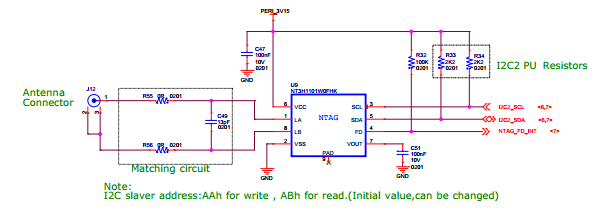 PERI_3V15
C47
100nF
10V
0201
GND
R32
100K
0201
R33
2K2
0201
R34
2K2
0201
I2C2 PU Resistors
Antenna
Connector
J12
1
2
3
R55 0R 0201
C49
13pF
0201
R56 0R 0201
Matching circuit
U9
NT3H1101W0FHK
NTAG
6 VCC
1 LA
8 LB
2 VSS
SCL 3
SDA 5
FD 4
VOUT 7
PAD
9
GND
C51
100nF
10V
0201
GND
I2C2_SCL <6,7>
I2C2_SDA <6,7>
NTAG_FD_INT <7>
Note:
I2C slaver address:AAh for write , ABh for read.(Initial value,can be changed)